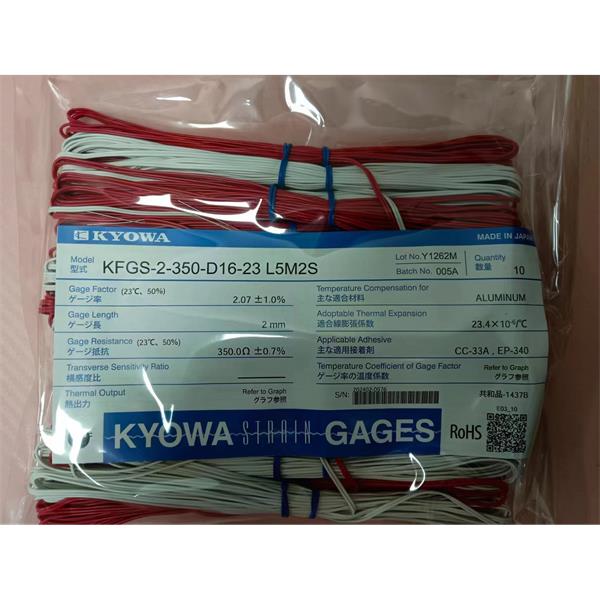 KYOWA
MADE IN JAPAN
Model
型式
KFGS-2-350-D16-23 L5M2S
Lot No. Y1262M
Batch No. 005A
Quantity
数量
10
Gage Factor (23℃, 50%)
ゲージ率
2.07 ±1.0%
Temperature Compensation for
主な適合材料
ALUMINUM
Gage Length
ゲージ長
2 mm
Adoptable Thermal Expansion
適合線膨張係数
23.4 ×10⁻⁶/℃
Gage Resistance (23℃, 50%)
ゲージ抵抗
350.0Ω ±0.7%
Applicable Adhesive
主な適用接着剤
CC-33A , EP-340
Transverse Sensitivity Ratio
横感度比
Temperature Coefficient of Gage Factor
ゲージ率の温度係数
Refer to Graph
グラフ参照
Thermal Output
熱出力
Refer to Graph
グラフ参照
S/N:
202402-0076
共和品-1437B
E03_10
KYOWA STRAIN GAGES
RoHS